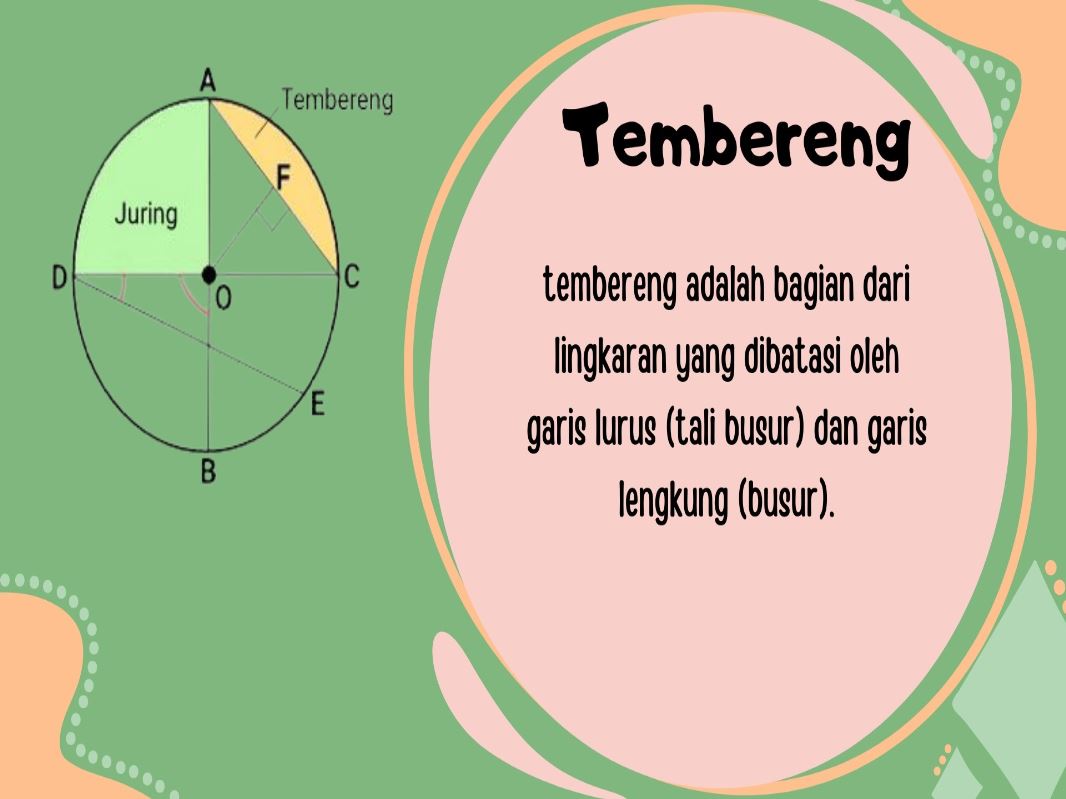 A
Tembereng
F
Juring
D
C
O
E
B
Tembereng
tembereng adalah bagian dari
lingkaran yang dibatasi oleh
garis lurus (tali busur) dan garis
lengkung (busur).